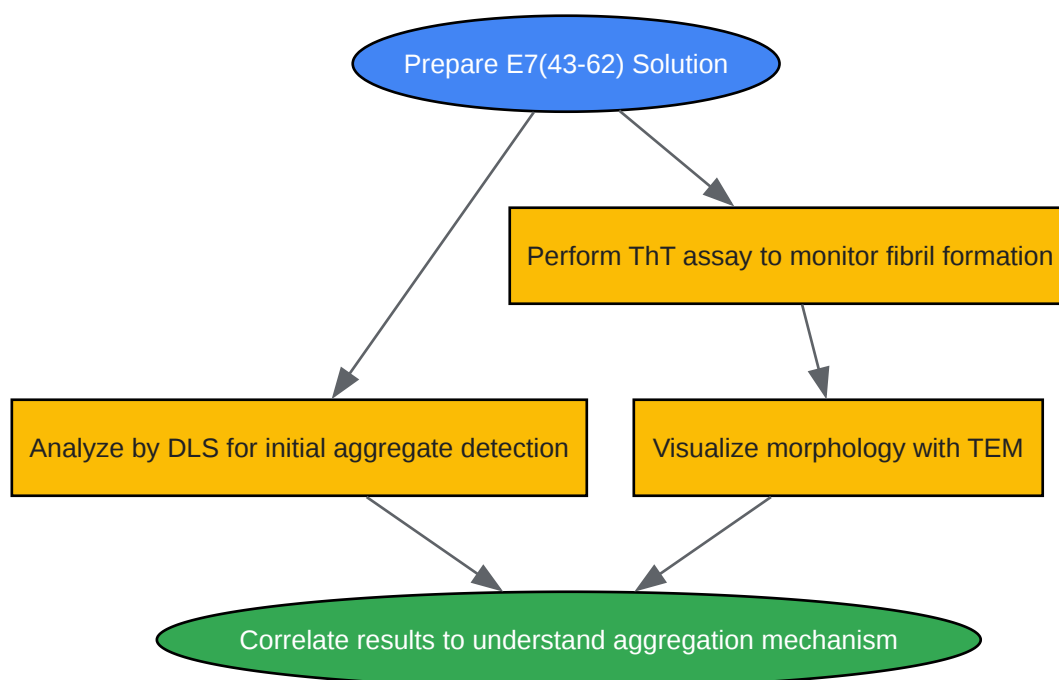 Prepare E7(43-62) Solution
Perform ThT assay to monitor fibril formation
Analyze by DLS for initial aggregate detection
Visualize morphology with TEM
Correlate results to understand aggregation mechanism